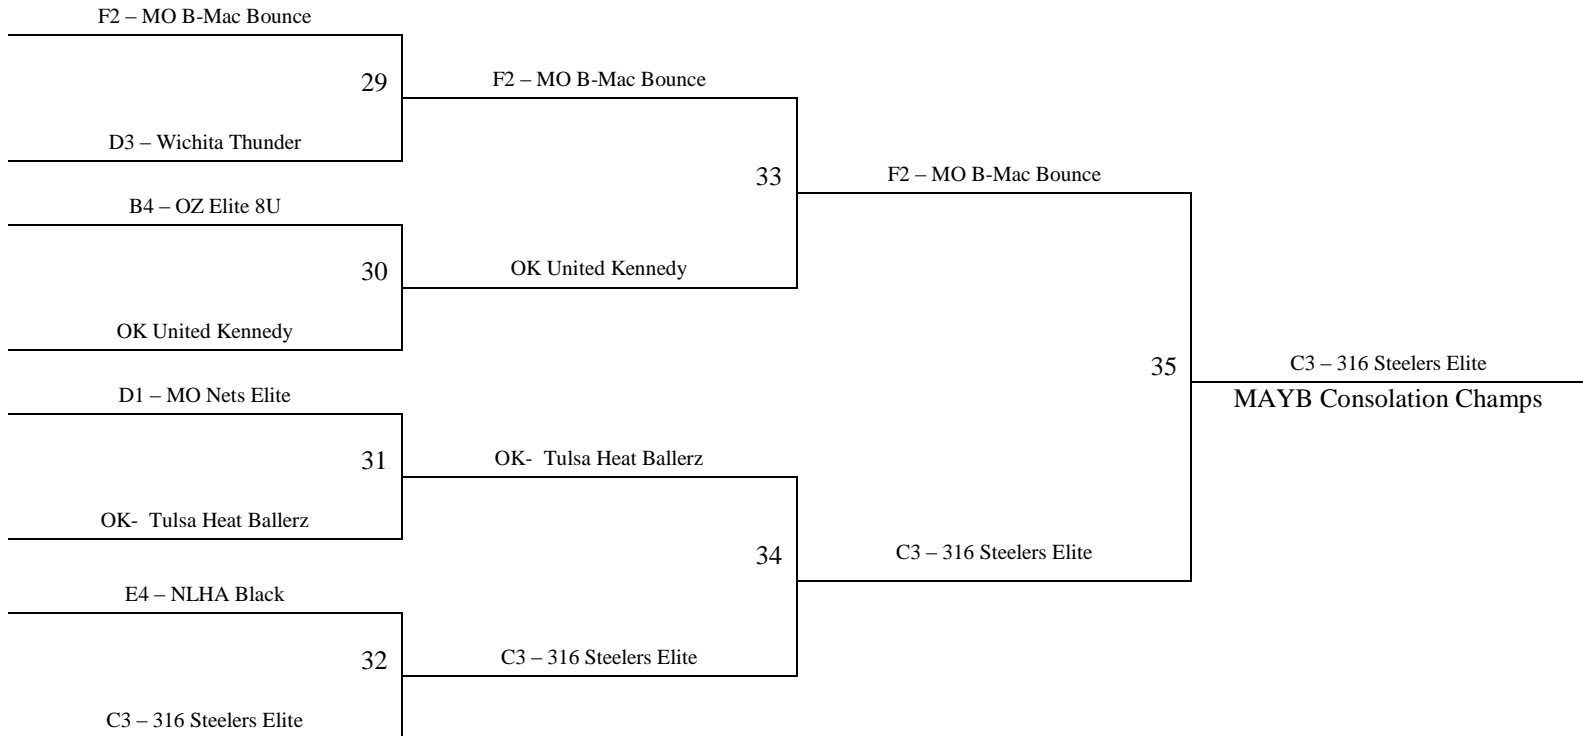 F2 – MO B-Mac Bounce
29
F2 – MO B-Mac Bounce
D3 – Wichita Thunder
33
F2 – MO B-Mac Bounce
B4 – OZ Elite 8U
30
OK United Kennedy
OK United Kennedy
35
C3 – 316 Steelers Elite
MAYB Consolation Champs
D1 – MO Nets Elite
31
OK-  Tulsa Heat Ballerz
OK-  Tulsa Heat Ballerz
34
C3 – 316 Steelers Elite
E4 – NLHA Black
32
C3 – 316 Steelers Elite
C3 – 316 Steelers Elite